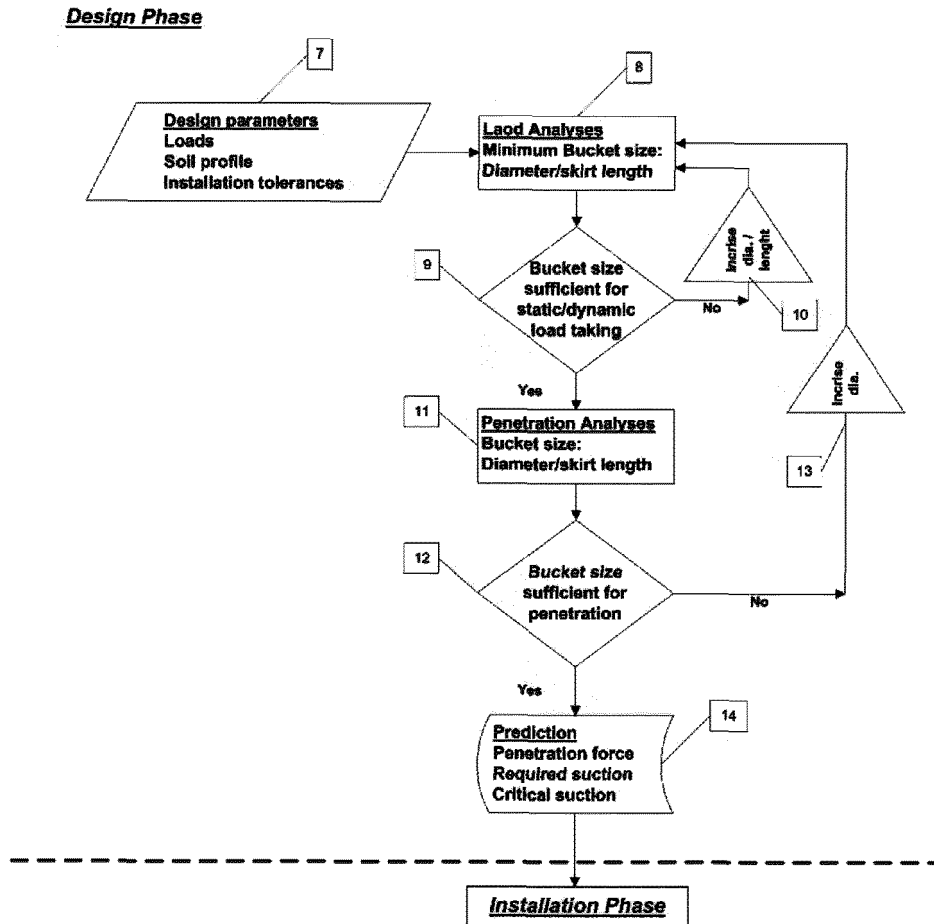 Design Phase
7
8
Design parameters
Loads
Soil profile
Installation tolerances
Laod Analyses
Minimum Bucket size:
Diameter/skirt length
Incrise
dia. /
lenght
9
Bucket size
sufficient for
static/dynamic
load taking
No
10
Yes
Incrise
dia.
11
Penetration Analyses
Bucket size:
Diameter/skirt length
13
12
Bucket size
sufficient for
penetration
No
Yes
14
Prediction
Penetration force
Required suction
Critical suction
Installation Phase